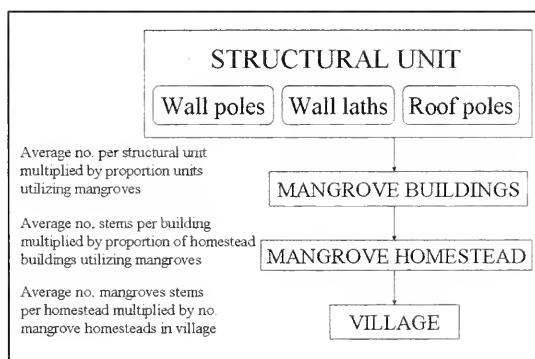 STRUCTURAL UNIT
Wall poles Wall laths Roof poles
Average no. per structural unit
multiplied by proportion units
utilizing mangroves
MANGROVE BUILDINGS
Average no. stems per building
multiplied by proportion of homestead
buildings utilizing mangroves
MANGROVE HOMESTEAD
Average no. mangroves stems
per homestead multiplied by no.
mangrove homesteads in village
VILLAGE